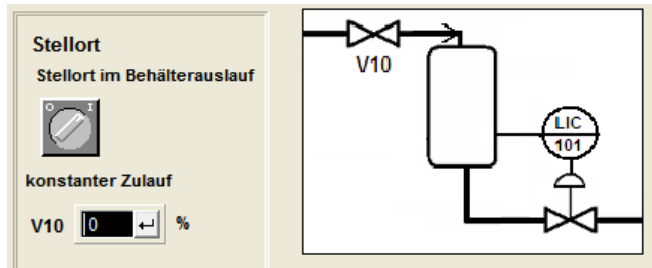 Stellort
Stellort im Behälterauslauf
O I
konstanter Zulauf
V10 0 %
V10
LIC
101